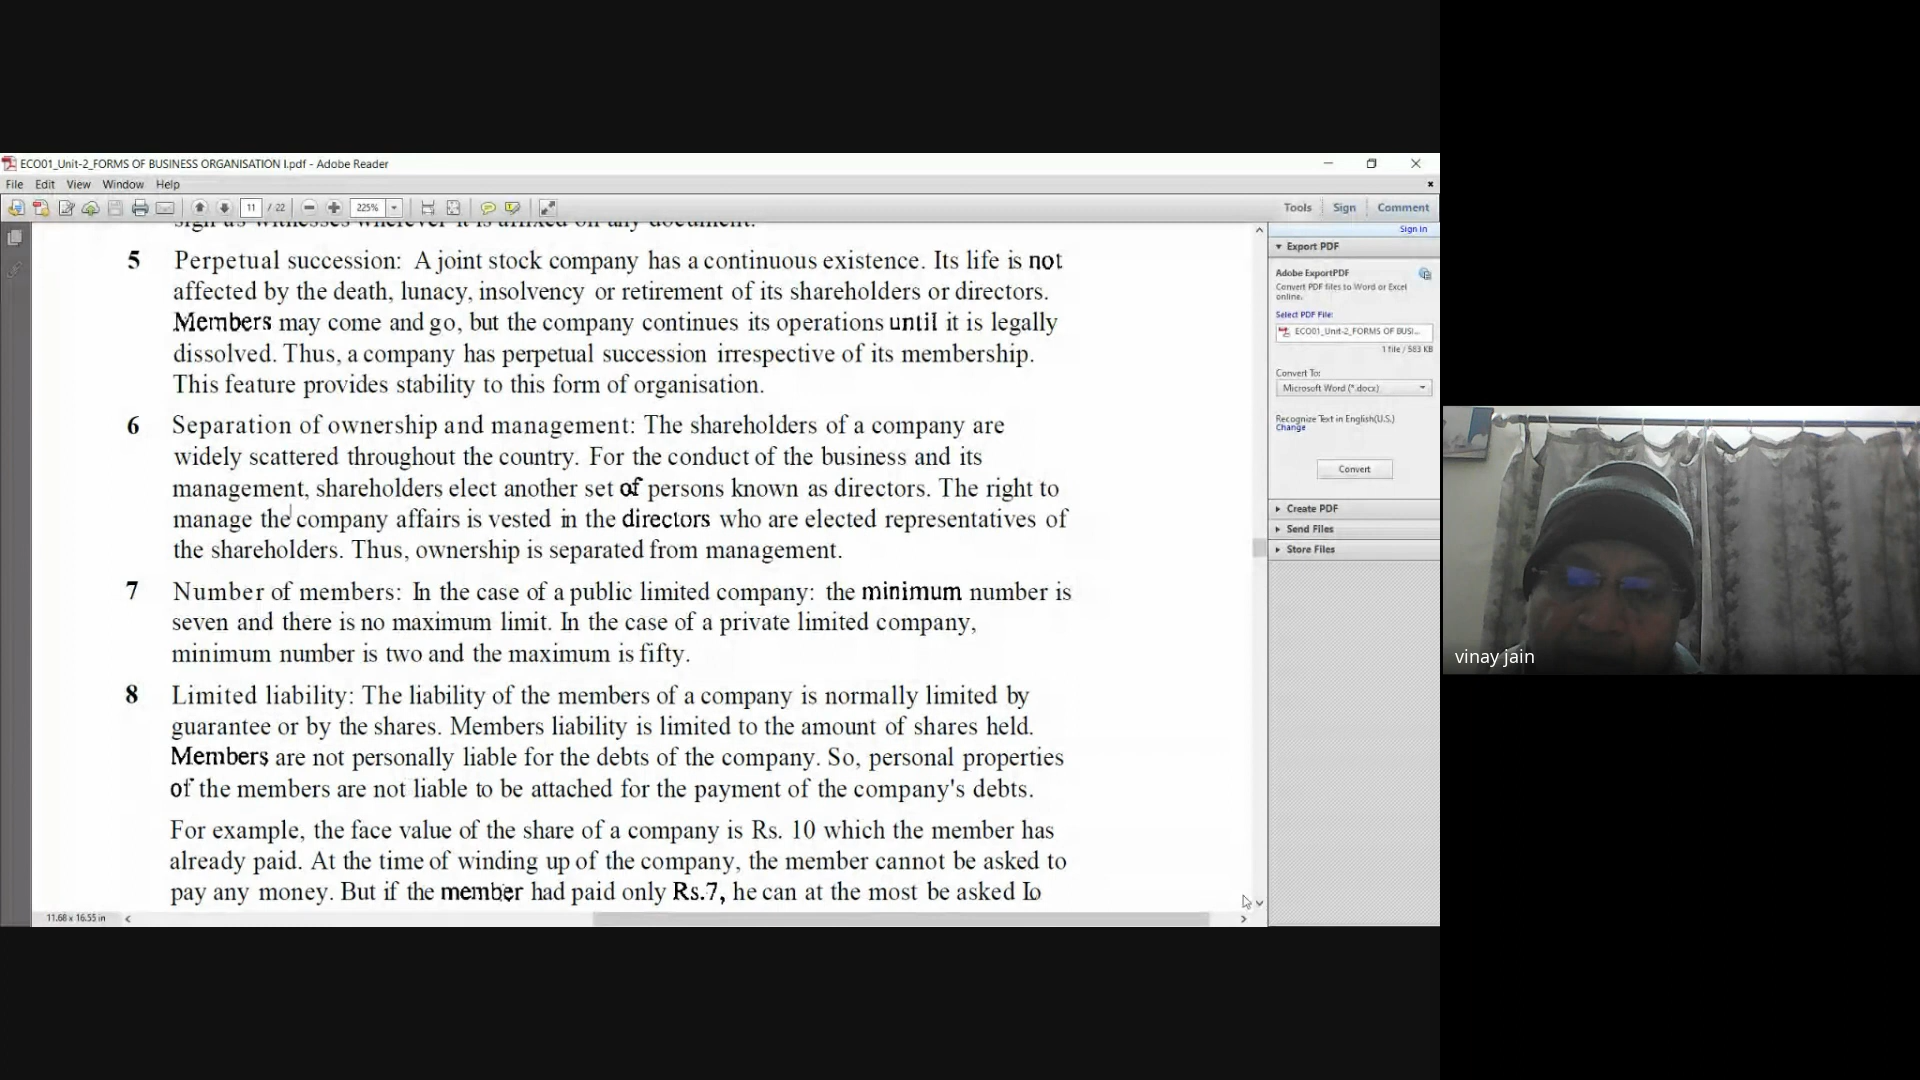 ECO01_Unit-2_FORMS OF BUSINESS ORGANISATION I.pdf - Adobe Reader
File Edit View Window Help
11 / 22 225% Tools Sign Comment
Sign In
sign as witnesses wherever it is affixed on any document.
5 Perpetual succession: A joint stock company has a continuous existence. Its life is not
affected by the death, lunacy, insolvency or retirement of its shareholders or directors.
Members may come and go, but the company continues its operations until it is legally
dissolved. Thus, a company has perpetual succession irrespective of its membership.
This feature provides stability to this form of organisation.
6 Separation of ownership and management: The shareholders of a company are
widely scattered throughout the country. For the conduct of the business and its
management, shareholders elect another set of persons known as directors. The right to
manage the company affairs is vested in the directors who are elected representatives of
the shareholders. Thus, ownership is separated from management.
7 Number of members: In the case of a public limited company: the minimum number is
seven and there is no maximum limit. In the case of a private limited company,
minimum number is two and the maximum is fifty.
8 Limited liability: The liability of the members of a company is normally limited by
guarantee or by the shares. Members liability is limited to the amount of shares held.
Members are not personally liable for the debts of the company. So, personal properties
of the members are not liable to be attached for the payment of the company's debts.
For example, the face value of the share of a company is Rs. 10 which the member has
already paid. At the time of winding up of the company, the member cannot be asked to
pay any money. But if the member had paid only Rs.7, he can at the most be asked Io
11.68 x 16.55 in
Export PDF
Adobe ExportPDF
Convert PDF files to Word or Excel
online.
Select PDF File:
ECO01_Unit-2_FORMS OF BUSI...
1 file / 583 KB
Convert To:
Microsoft Word (*.docx)
Recognize Text in English(U.S.)
Change
Convert
Create PDF
Send Files
Store Files
vinay jain